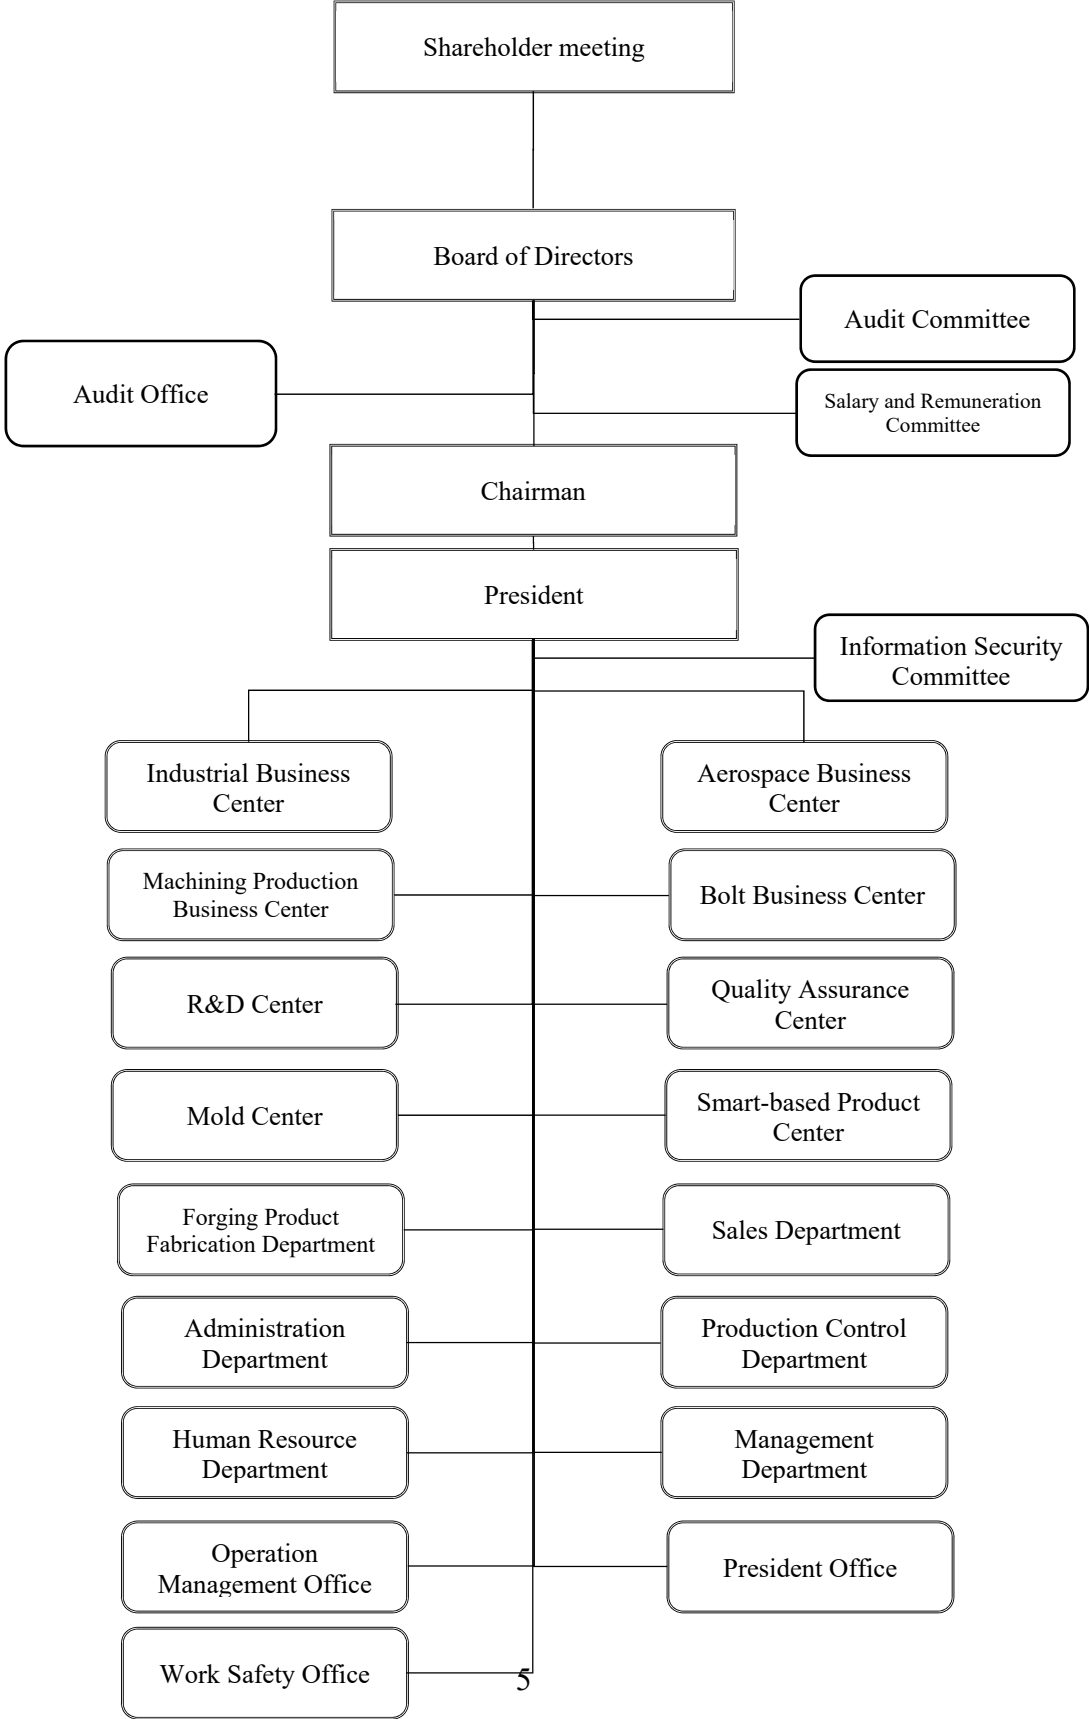 Shareholder meeting
Board of Directors
Audit Committee
Audit Office
Salary and Remuneration
Committee
Chairman
President
Information Security
Committee
Industrial Business
Center
Aerospace Business
Center
Machining Production
Business Center
Bolt Business Center
R&D Center
Quality Assurance
Center
Mold Center
Smart-based Product
Center
Forging Product
Fabrication Department
Sales Department
Administration
Department
Production Control
Department
Human Resource
Department
Management
Department
Operation
Management Office
President Office
Work Safety Office
5